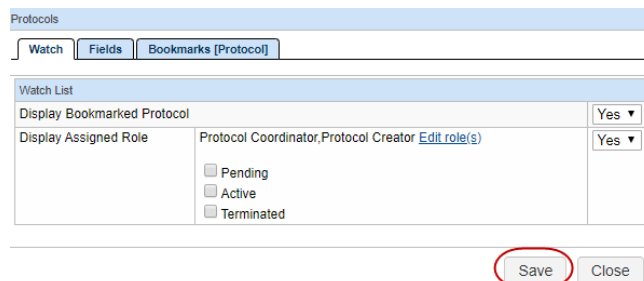 Protocols
Watch Fields Bookmarks [Protocol]
Watch List
Display Bookmarked Protocol Yes
Display Assigned Role Protocol Coordinator,Protocol Creator Edit role(s) Yes
Pending
Active
Terminated
Save Close